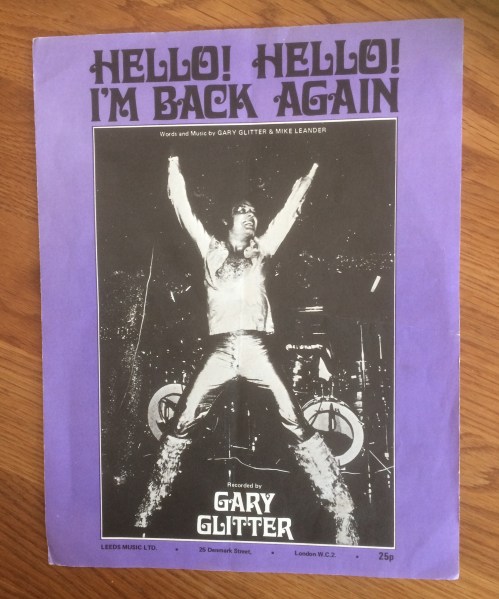 HELLO! HELLO!
I'M BACK AGAIN
Words and Music by GARY GLITTER & MIKE LEANDER
Recorded by
GARY
GLITTER
LEEDS MUSIC LTD. • 25 Denmark Street, • London W.C.2. • 25p